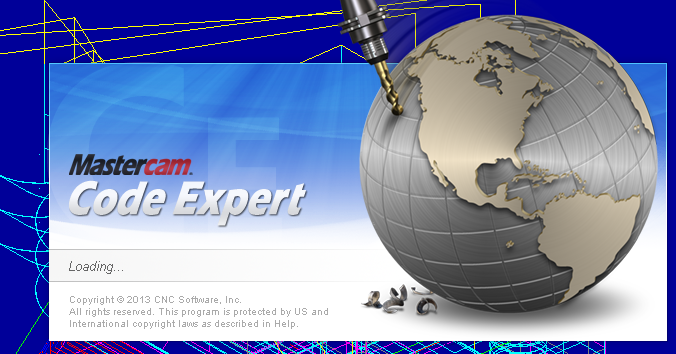 Mastercam.
Code Expert
Loading...
Copyright © 2013 CNC Software, Inc.
All rights reserved. This program is protected by US and
International copyright laws as described in Help.